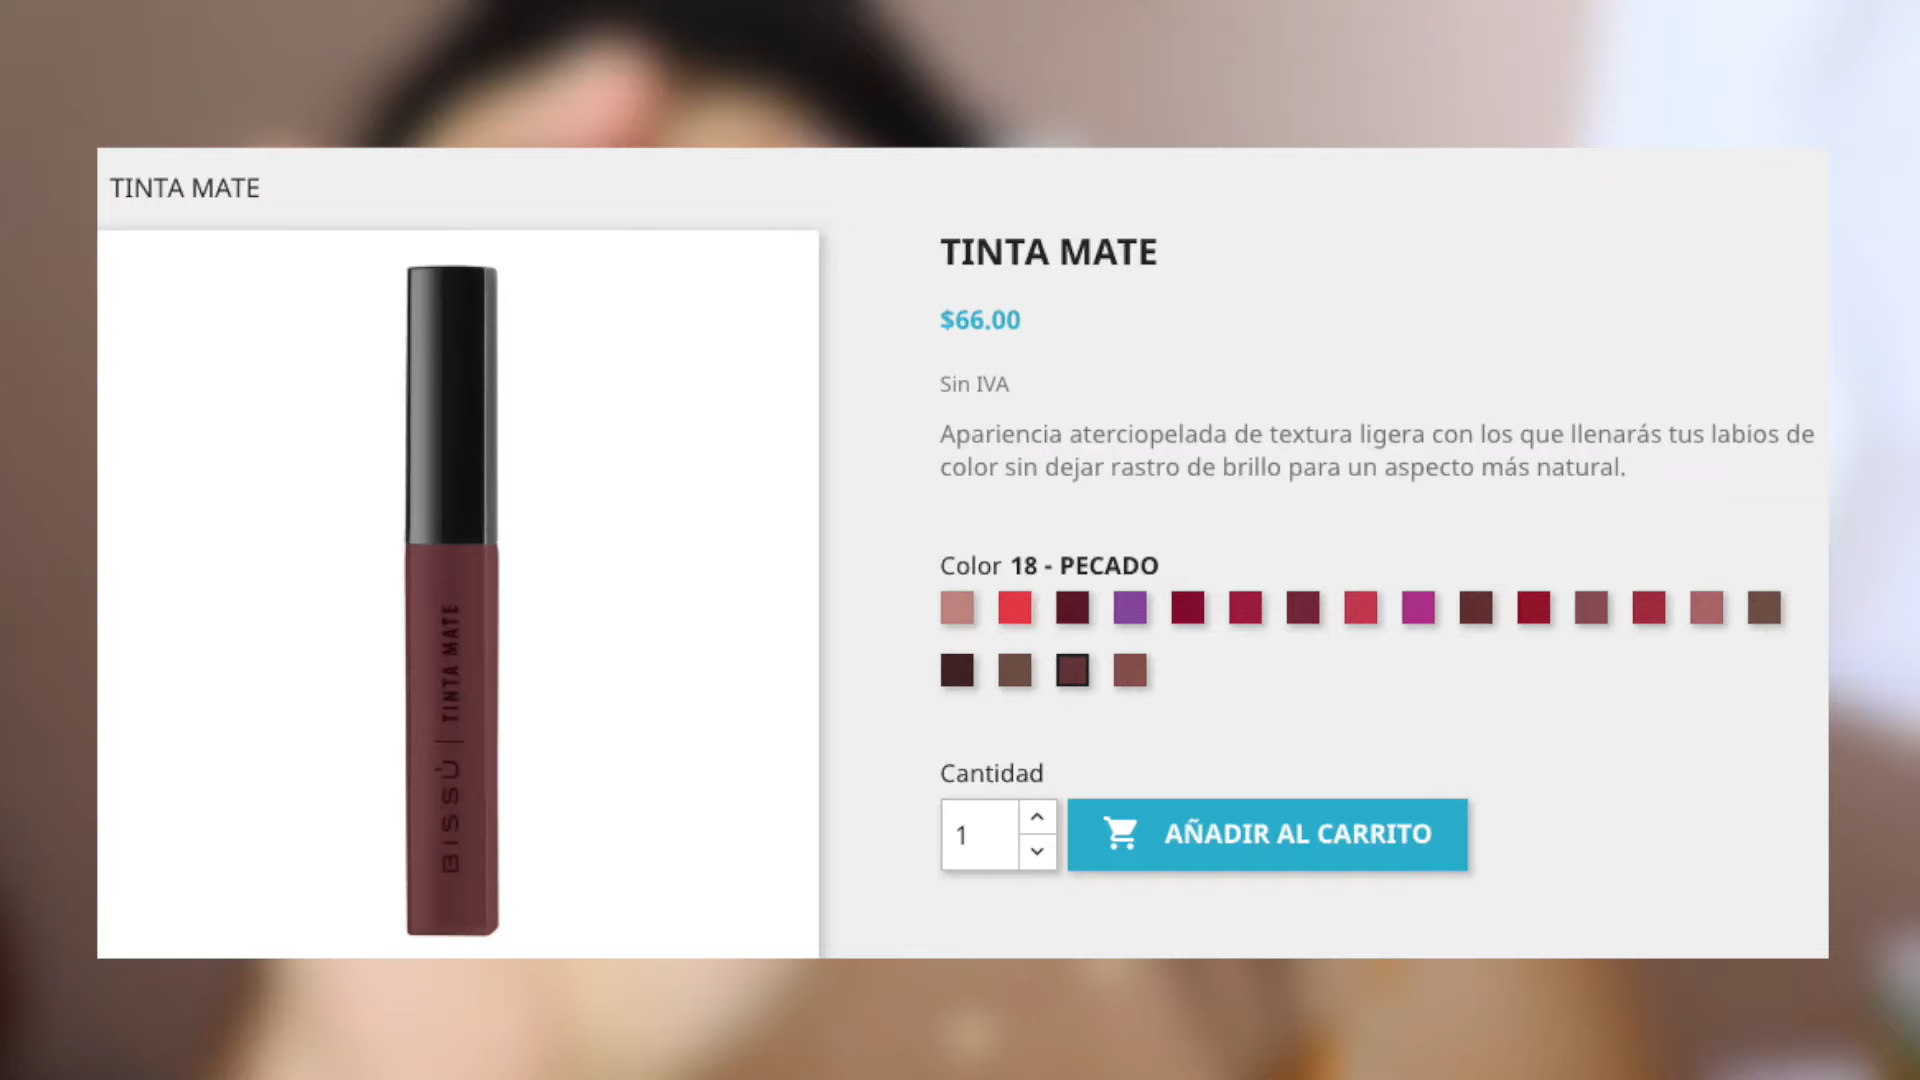 TINTA MATE
BISSÚ | TINTA MATE
TINTA MATE
$66.00
Sin IVA
Apariencia aterciopelada de textura ligera con los que llenarás tus labios de
color sin dejar rastro de brillo para un aspecto más natural.
Color 18 - PECADO
Cantidad
1
AÑADIR AL CARRITO